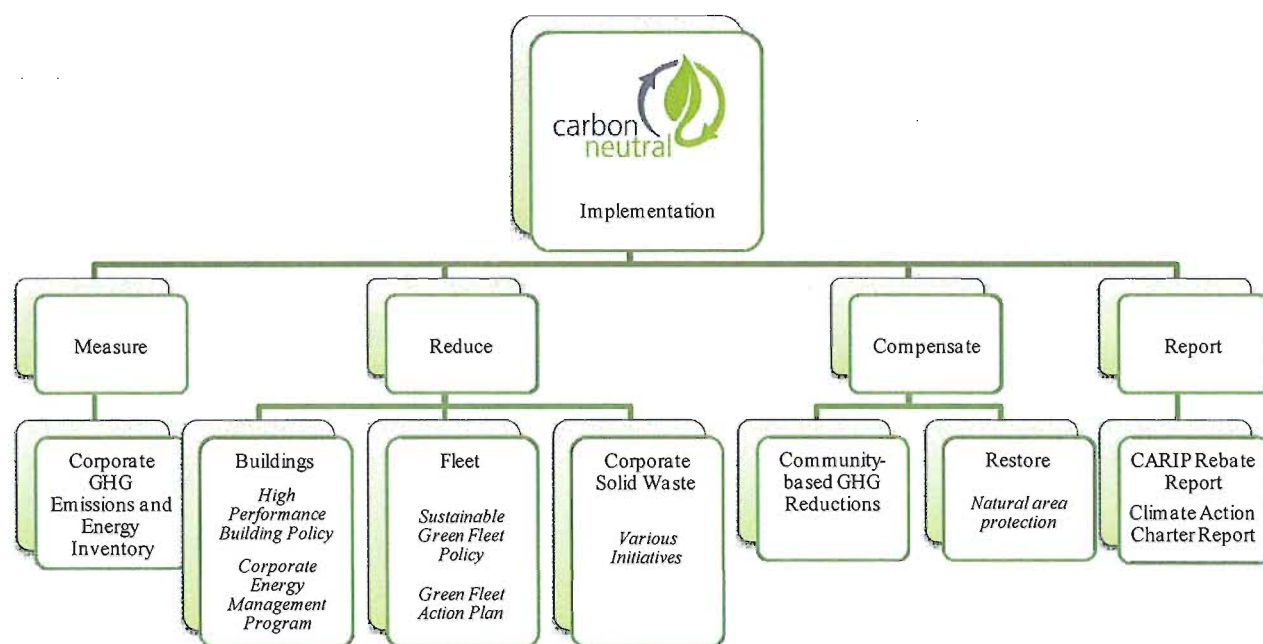 carbon
neutral
Implementation
Measure
Reduce
Compensate
Report
Corporate
GHG
Emissions and
Energy
Inventory
Buildings
High
Performance
Building Policy
Corporate
Energy
Management
Program
Fleet
Sustainable
Green Fleet
Policy
Green Fleet
Action Plan
Corporate
Solid Waste
Various
Initiatives
Community-
based GHG
Reductions
Restore
Natural area
protection
CARIP Rebate
Report
Climate Action
Charter Report